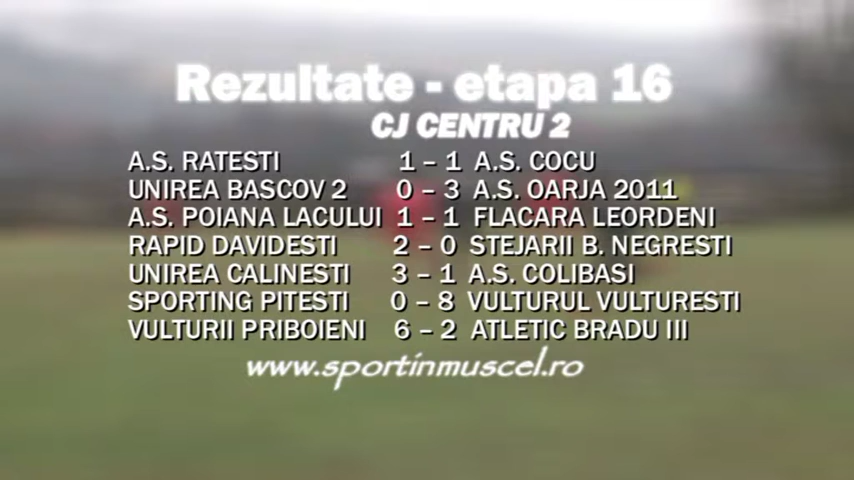 Rezultate - etapa 16
CJ CENTRU 2
A.S. RATESTI 1 – 1 A.S. COCU
UNIREA BASCOV 2 0 – 3 A.S. OARJA 2011
A.S. POIANA LACULUI 1 – 1 FLACARA LEORDENI
RAPID DAVIDESTI 2 – 0 STEJARII B. NEGRESTI
UNIREA CALINESTI 3 – 1 A.S. COLIBASI
SPORTING PITESTI 0 – 8 VULTURUL VULTURESTI
VULTURII PRIBOIENI 6 – 2 ATLETIC BRADU III
www.sportinmuscel.ro